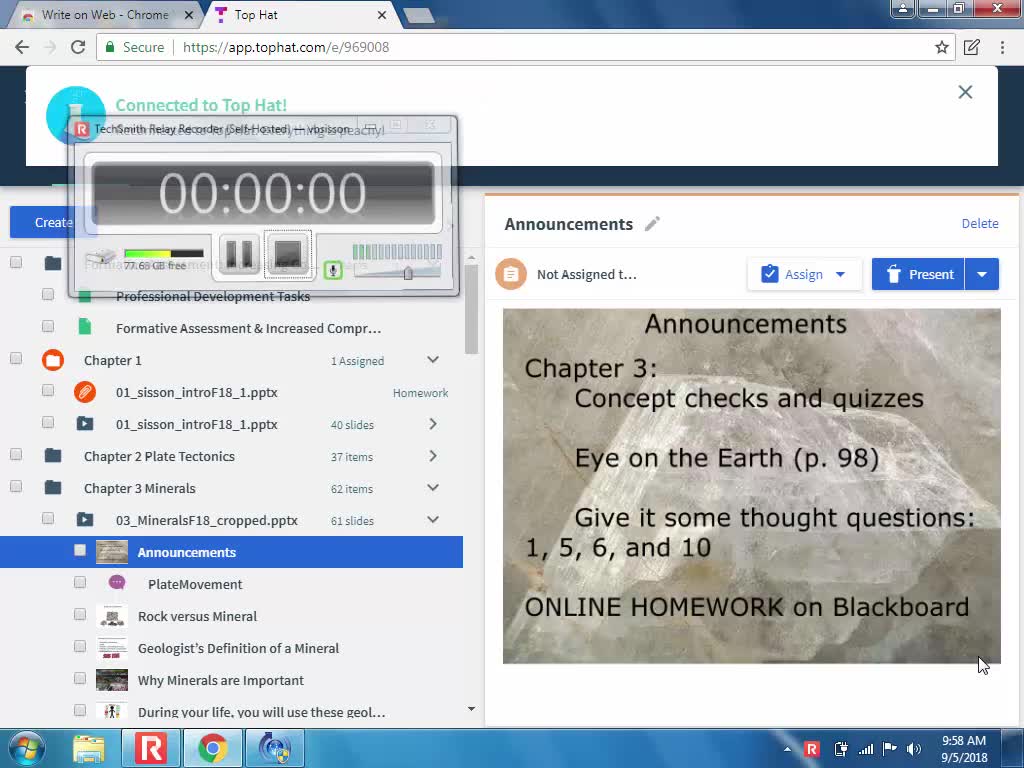 Write on Web - Chrome
Top Hat
Secure
https://app.tophat.com/e/969008
Connected to Top Hat!
TechSmith Relay Recorder (Self-Hosted) — vbsisson
00:00:00
77.68 GB free
Create
Professional Development Tasks
Formative Assessment & Increased Compr…
Chapter 1
1 Assigned
01_sisson_introF18_1.pptx
Homework
01_sisson_introF18_1.pptx
40 slides
Chapter 2 Plate Tectonics
37 items
Chapter 3 Minerals
62 items
03_MineralsF18_cropped.pptx
61 slides
Announcements
PlateMovement
Rock versus Mineral
Geologist's Definition of a Mineral
Why Minerals are Important
During your life, you will use these geol…
Announcements
Delete
Not Assigned t…
Assign
Present
Announcements
Chapter 3:
Concept checks and quizzes
Eye on the Earth (p. 98)
Give it some thought questions:
1, 5, 6, and 10
ONLINE HOMEWORK on Blackboard
9:58 AM
9/5/2018